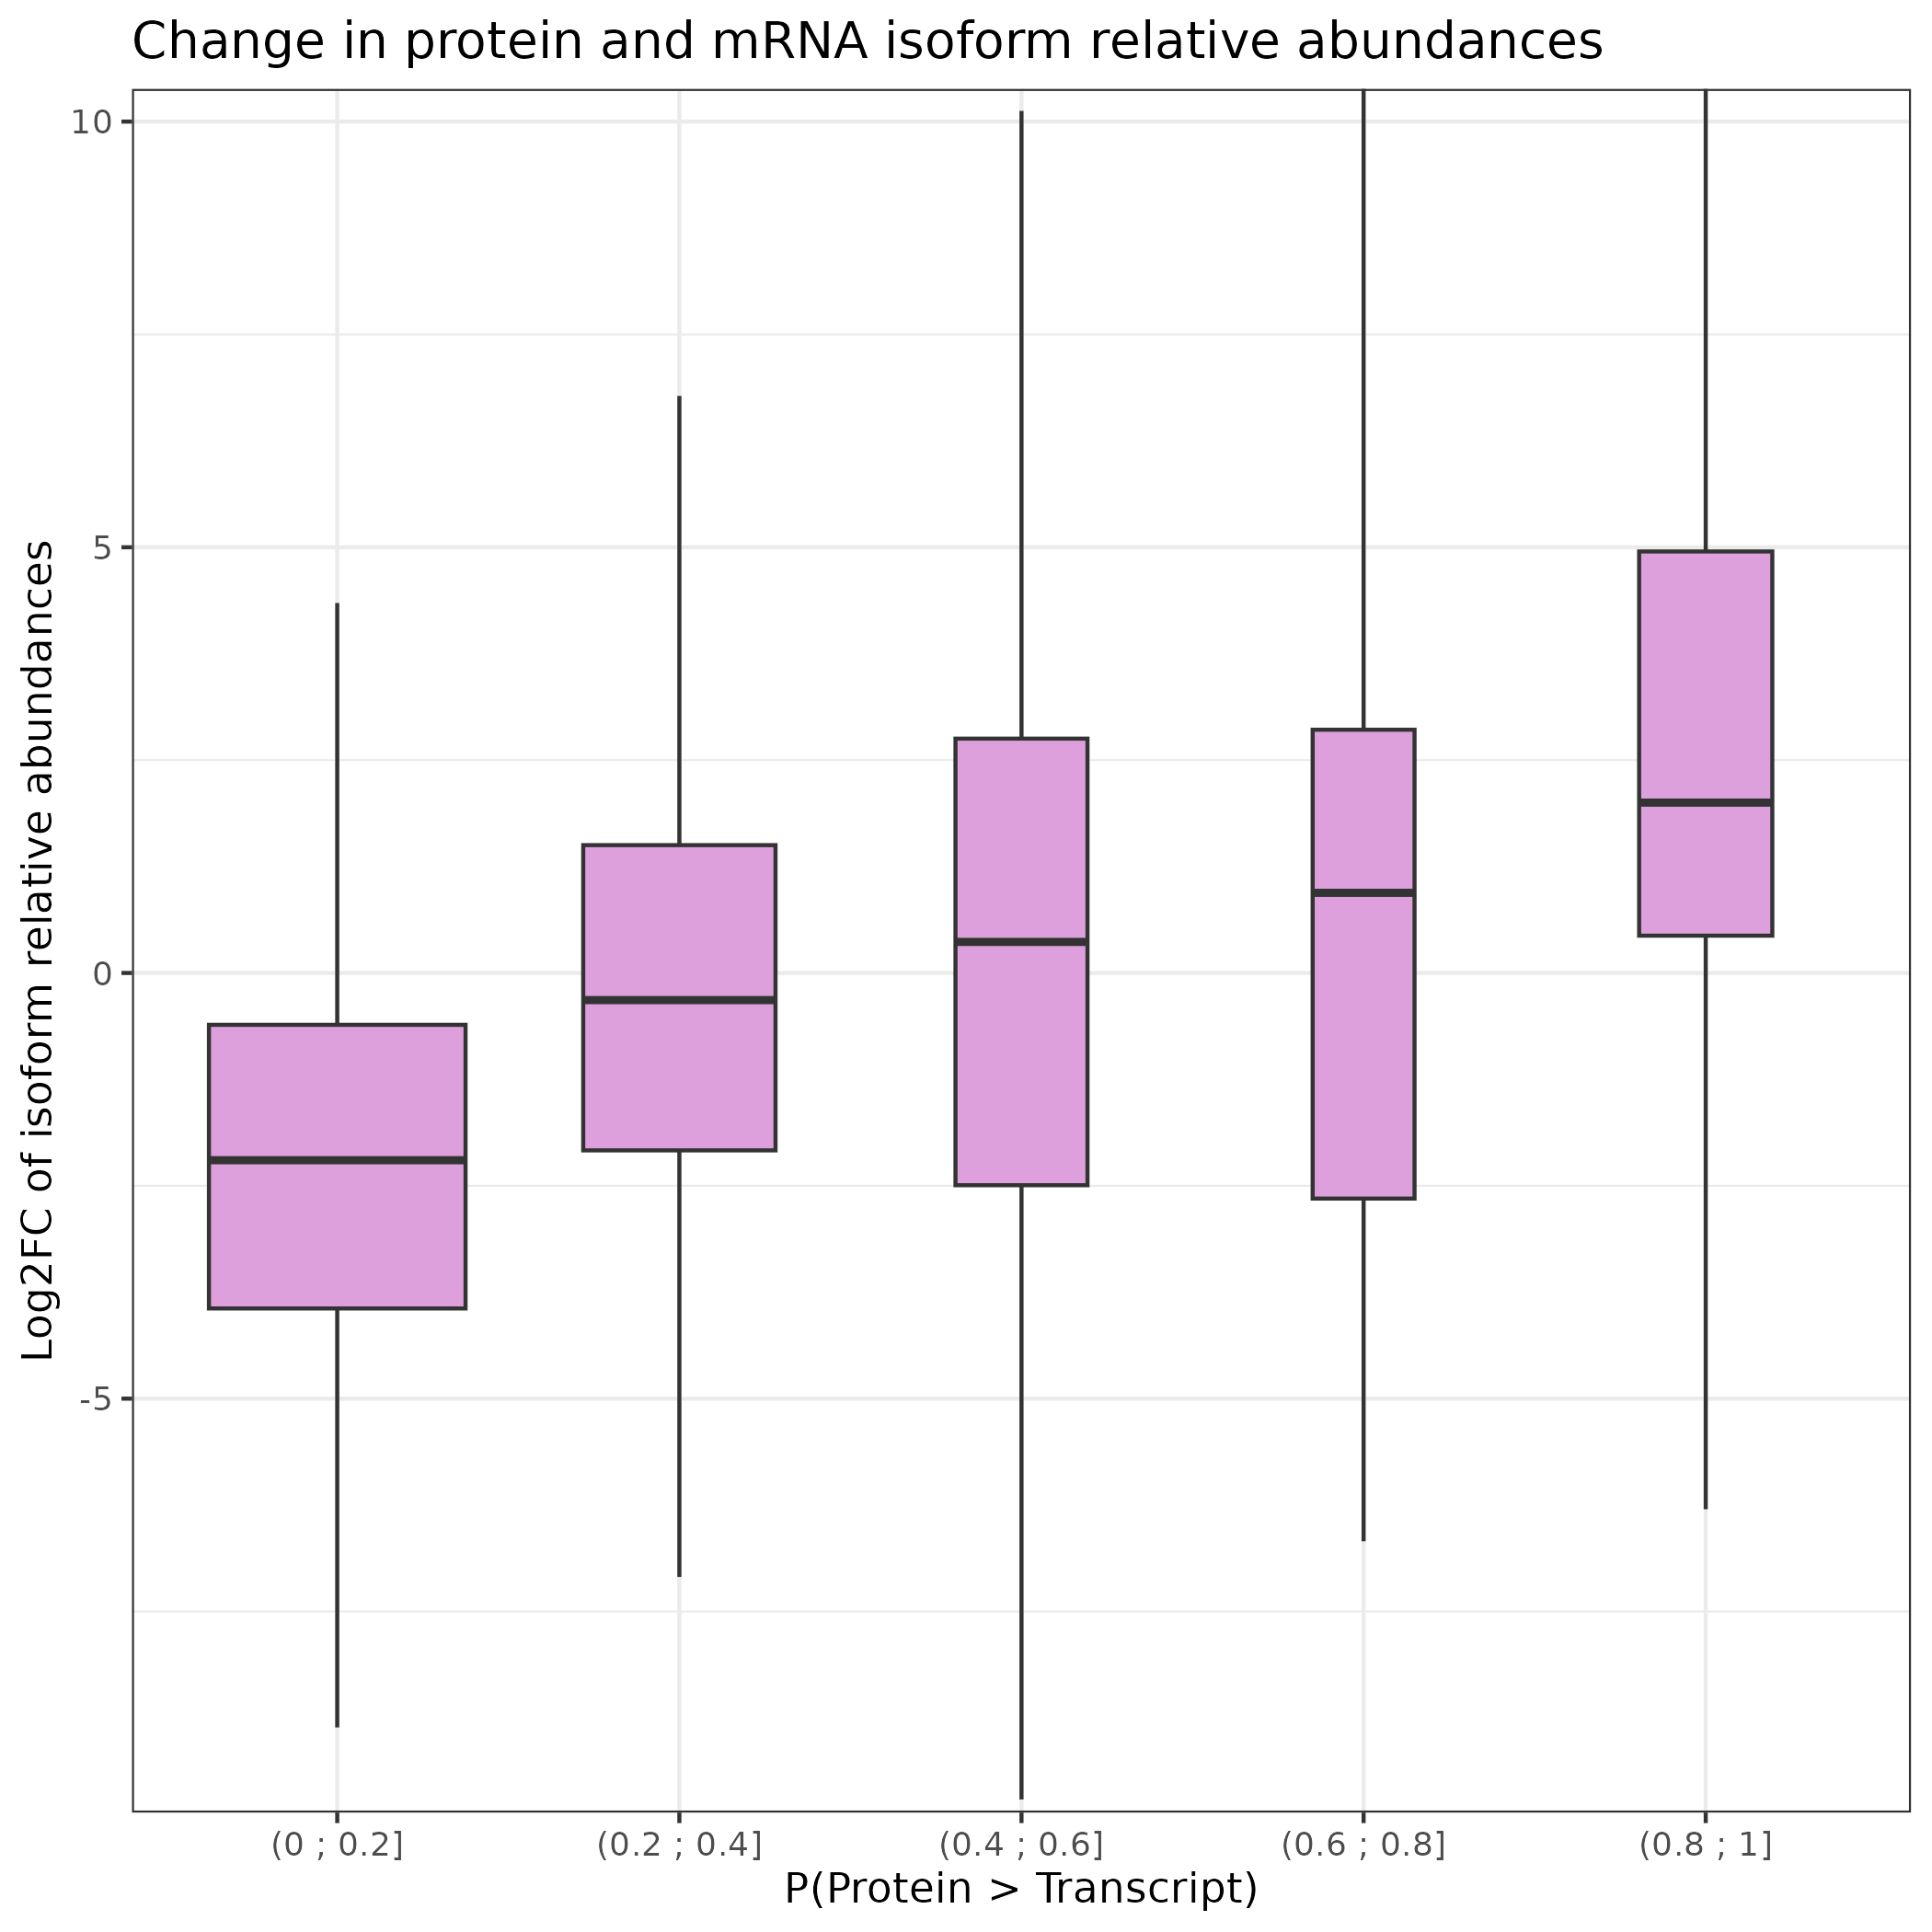 Change in protein and mRNA isoform relative abundances
Log2FC of isoform relative abundances
10
5
0
-5
(0 ; 0.2]
(0.2 ; 0.4]
(0.4 ; 0.6]
(0.6 ; 0.8]
(0.8 ; 1]
P(Protein > Transcript)